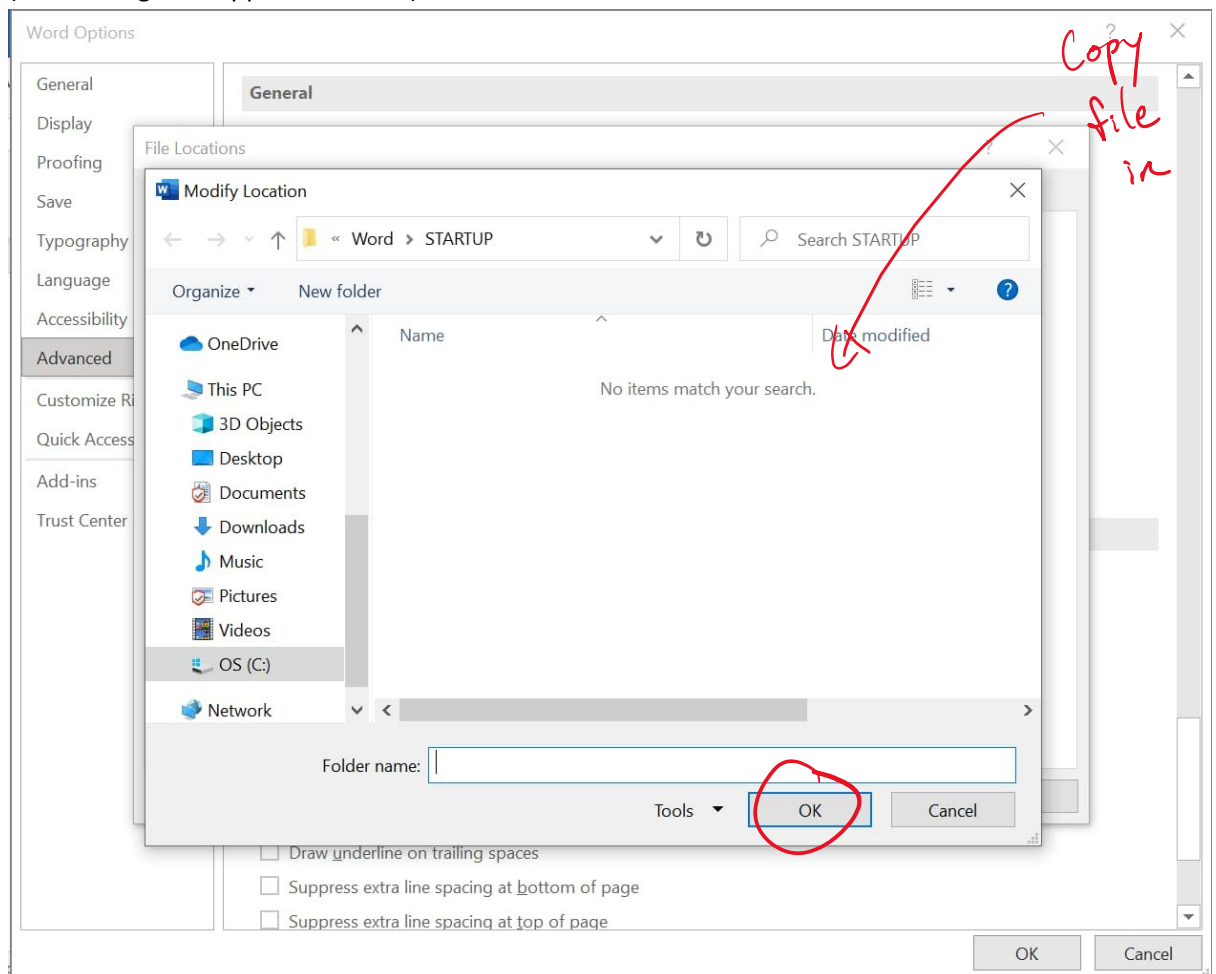 Word Options
?
Copy
file
in
General
Display
Proofing
Save
Typography
Language
Accessibility
Advanced
Customize Ri
Quick Access
Add-ins
Trust Center
General
File Locations
?
Modify Location
« Word > STARTUP
Search STARTUP
Organize
New folder
?
OneDrive
This PC
3D Objects
Desktop
Documents
Downloads
Music
Pictures
Videos
OS (C:)
Network
Name
Date modified
No items match your search.
Folder name:
Tools
OK
Cancel
Draw underline on trailing spaces
Suppress extra line spacing at bottom of page
Suppress extra line spacing at top of page
OK
Cancel